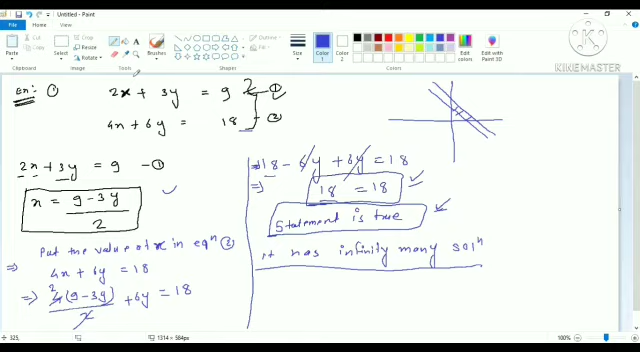 Untitled - Paint
File Home View
Paste Select Crop Resize Rotate Brushes Shapes Outline Fill Size Color 1 Color 2 Edit colors Edit with Paint 3D
Clipboard Image Tools Shapes Colors
KINEMASTER
En: ① 2x + 3y = 9 — ①
4x + 6y = 18 — ②
2x + 3y = 9 — ①
x = (9 - 3y) / 2
Put the value of x in eqn ②
⇒ 4x + 6y = 18
⇒ 4(9 - 3y) / 2 + 6y = 18
⇒ 18 - 6y + 6y = 18
⇒ 18 = 18
Statement is true
it has infinity many soln
325, 1314 × 584px 100%